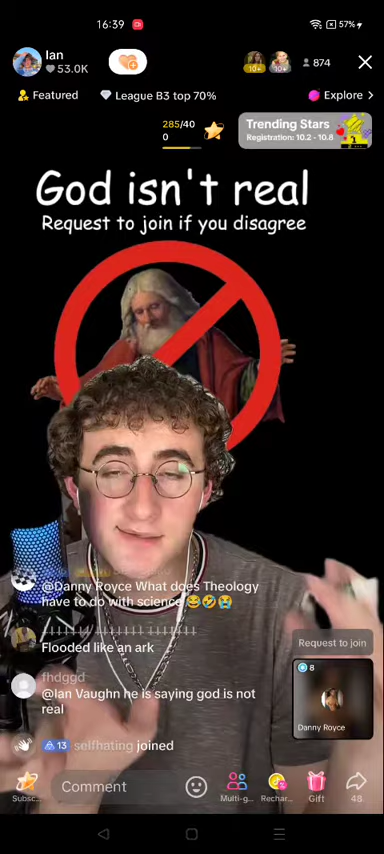 16:39
57%
Ian
53.0K
10+
10+
874
Featured
League B3 top 70%
Explore >
285/40
0
Trending Stars
Registration: 10.2 - 10.8
God isn't real
Request to join if you disagree
@Danny Royce What does Theology
have to do with science 😂🤣😭
Flooded like an ark
fhdggd
@Ian Vaughn he is saying god is not
real
Request to join
8
Danny Royce
13 selfhating joined
Subsc...
Comment
Multi-g...
Rechar...
Gift
48